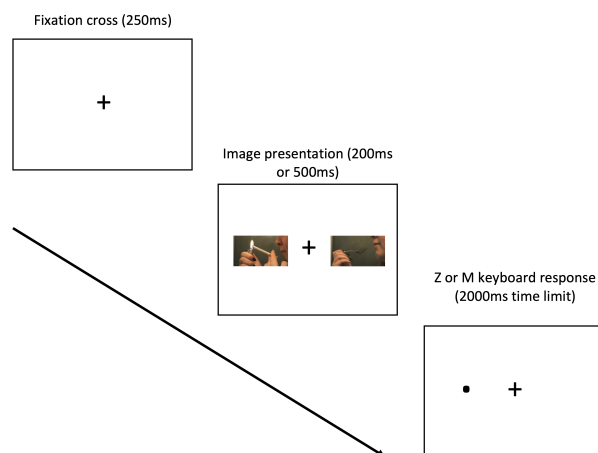 Fixation cross (250ms)
Image presentation (200ms
or 500ms)
Z or M keyboard response
(2000ms time limit)